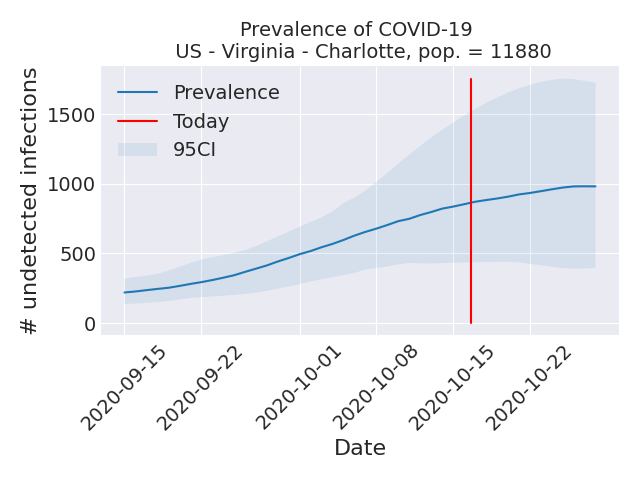 Prevalence of COVID-19
US - Virginia - Charlotte, pop. = 11880
# undetected infections
1500
1000
500
0
Prevalence
Today
95CI
2020-09-15
2020-09-22
2020-10-01
2020-10-08
2020-10-15
2020-10-22
Date